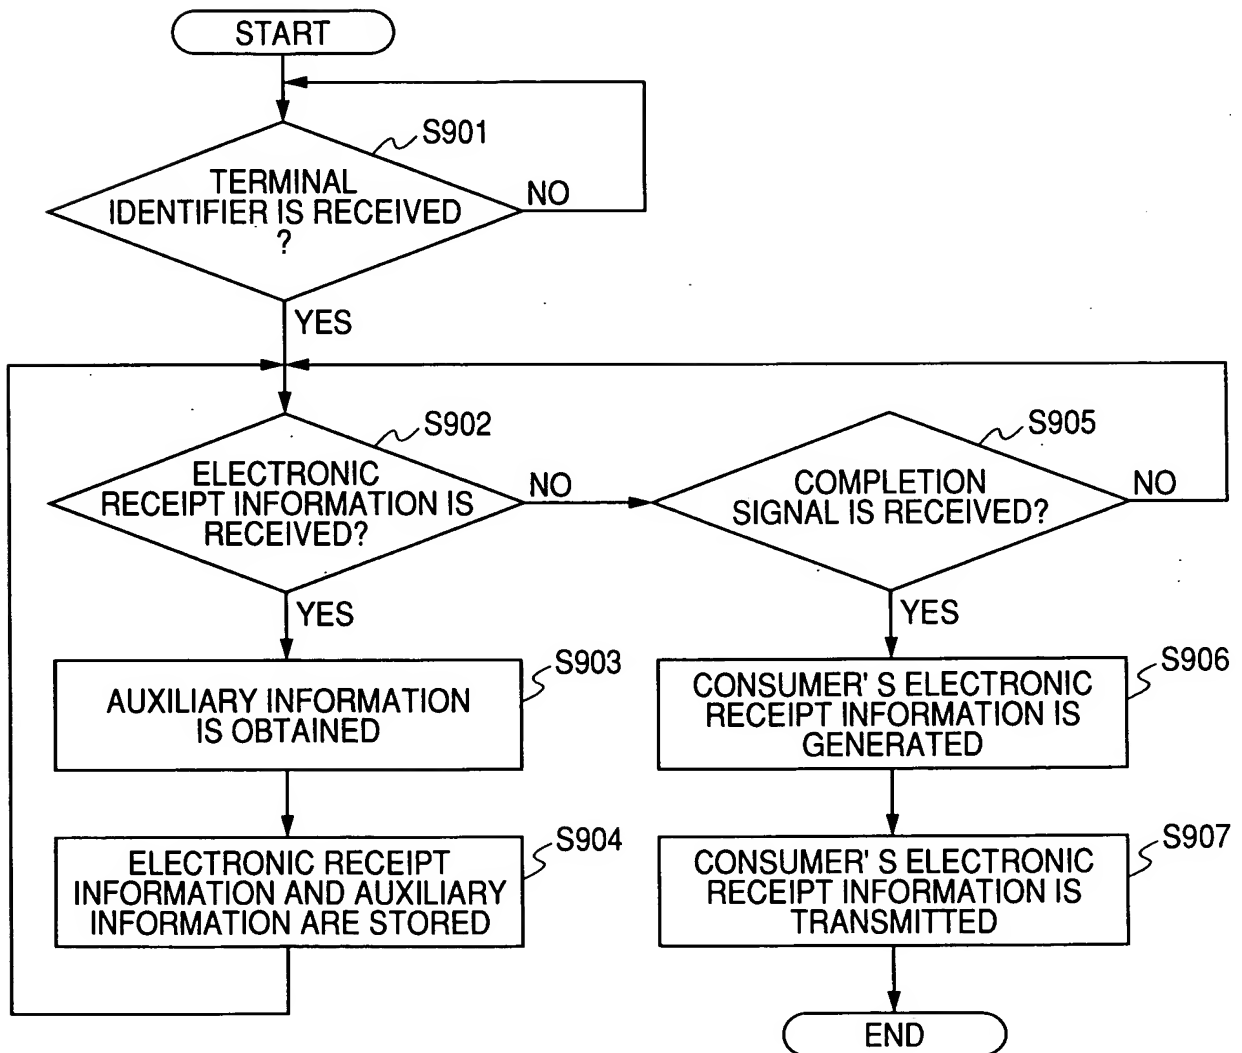 START
S901
TERMINAL
IDENTIFIER IS RECEIVED
?
NO
YES
S902
ELECTRONIC
RECEIPT INFORMATION IS
RECEIVED?
NO
S905
COMPLETION
SIGNAL IS RECEIVED?
NO
YES
YES
S903
AUXILIARY INFORMATION
IS OBTAINED
S906
CONSUMER'S ELECTRONIC
RECEIPT INFORMATION IS
GENERATED
S904
ELECTRONIC RECEIPT
INFORMATION AND AUXILIARY
INFORMATION ARE STORED
S907
CONSUMER'S ELECTRONIC
RECEIPT INFORMATION IS
TRANSMITTED
END